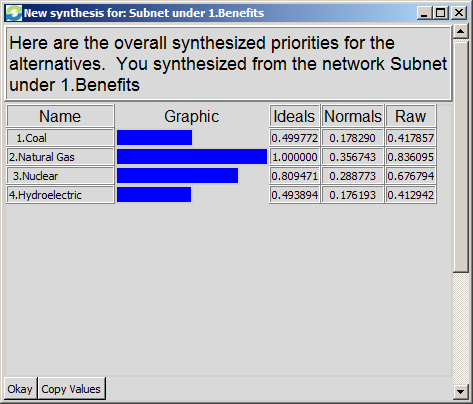 New synthesis for: Subnet under 1.Benefits
Here are the overall synthesized priorities for the
alternatives. You synthesized from the network Subnet
under 1.Benefits
Name Graphic Ideals Normals Raw
1.Coal 0.499772 0.178290 0.417857
2.Natural Gas 1.000000 0.356743 0.836095
3.Nuclear 0.809471 0.288773 0.676794
4.Hydroelectric 0.493894 0.176193 0.412942
Okay Copy Values